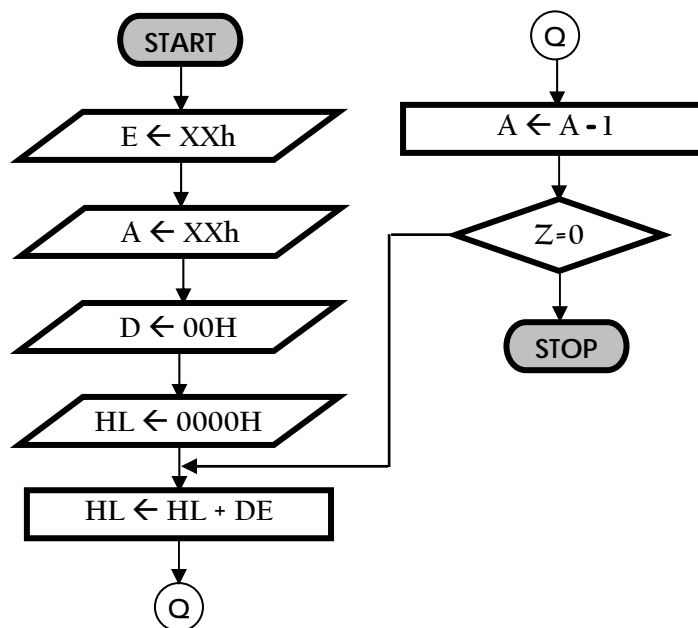 START
E ← XXh
A ← XXh
D ← 00H
HL ← 0000H
HL ← HL + DE
Q
Q
A ← A - 1
Z=0
STOP